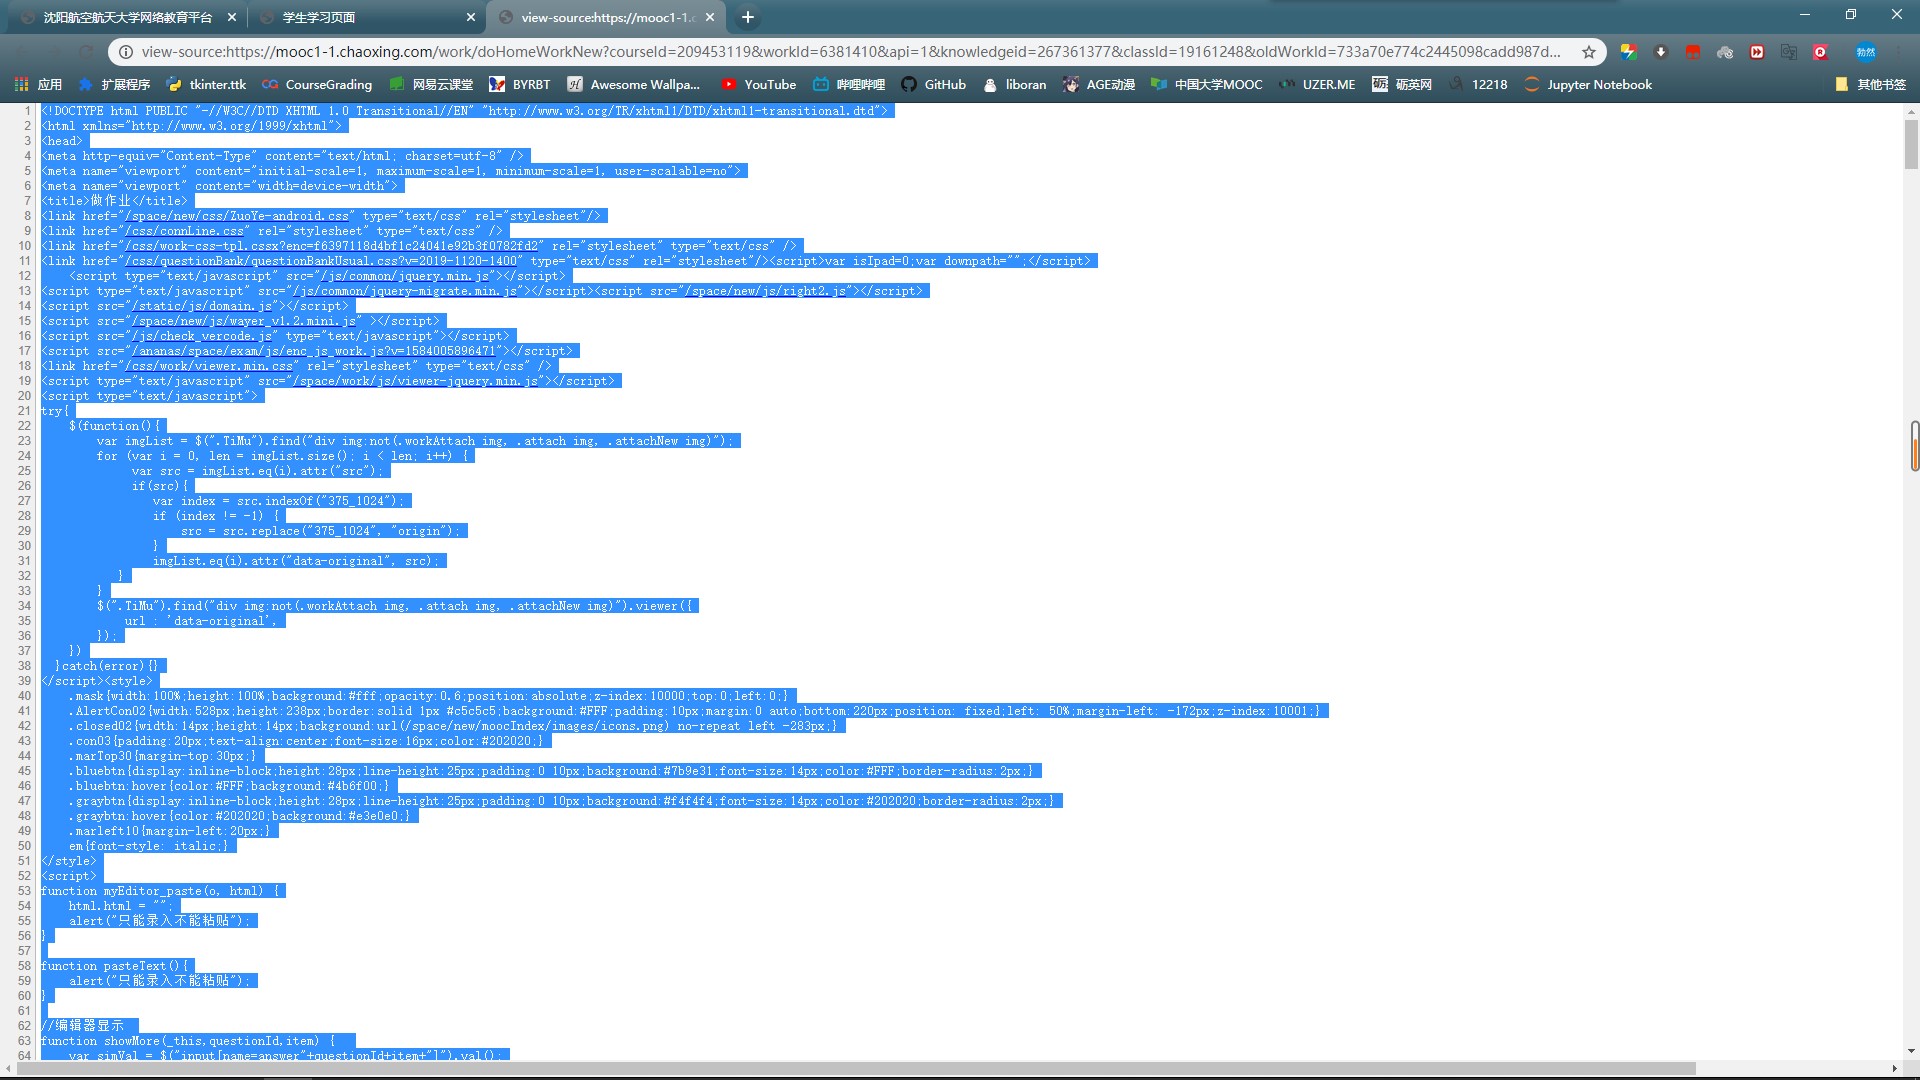 沈阳航空航天大学网络教育平台
学生学习页面
view-source:https://mooc1-1.c
view-source:https://mooc1-1.chaoxing.com/work/doHomeWorkNew?courseId=209453119&workId=6381410&api=1&knowledgeid=267361377&classId=19161248&oldWorkId=733a70e774c2445098cadd987d...
勃然
应用 扩展程序 tkinter.ttk CourseGrading 网易云课堂 BYRBT Awesome Wallpa... YouTube 哔哩哔哩 GitHub liboran AGE动漫 中国大学MOOC UZER.ME 砺英网 12218 Jupyter Notebook 其他书签
1 <!DOCTYPE html PUBLIC "-//W3C//DTD XHTML 1.0 Transitional//EN" "http://www.w3.org/TR/xhtml1/DTD/xhtml1-transitional.dtd">
2 <html xmlns="http://www.w3.org/1999/xhtml">
3 <head>
4 <meta http-equiv="Content-Type" content="text/html; charset=utf-8" />
5 <meta name="viewport" content="initial-scale=1, maximum-scale=1, minimum-scale=1, user-scalable=no">
6 <meta name="viewport" content="width=device-width">
7 <title>做作业</title>
8 <link href="/space/new/css/ZuoYe-android.css" type="text/css" rel="stylesheet"/>
9 <link href="/css/connLine.css" rel="stylesheet" type="text/css" />
10 <link href="/css/work-css-tpl.cssx?enc=f6397118d4bf1c24041e92b3f0782fd2" rel="stylesheet" type="text/css" />
11 <link href="/css/questionBank/questionBankUsual.css?v=2019-1120-1400" type="text/css" rel="stylesheet"/><script>var isIpad=0;var downpath="";</script>
12 <script type="text/javascript" src="/js/common/jquery.min.js"></script>
13 <script type="text/javascript" src="/js/common/jquery-migrate.min.js"></script><script src="/space/new/js/right2.js"></script>
14 <script src="/static/js/domain.js"></script>
15 <script src="/space/new/js/wayer_v1.2.mini.js" ></script>
16 <script src="/js/check_vercode.js" type="text/javascript"></script>
17 <script src="/ananas/space/exam/js/enc_js_work.js?v=1584005896471"></script>
18 <link href="/css/work/viewer.min.css" rel="stylesheet" type="text/css" />
19 <script type="text/javascript" src="/space/work/js/viewer-jquery.min.js"></script>
20 <script type="text/javascript">
21 try{
22 $(function(){
23 var imgList = $(".TiMu").find("div img:not(.workAttach img, .attach img, .attachNew img)");
24 for (var i = 0, len = imgList.size(); i < len; i++) {
25 var src = imgList.eq(i).attr("src");
26 if(src){
27 var index = src.indexOf("375_1024");
28 if (index != -1) {
29 src = src.replace("375_1024", "origin");
30 }
31 imgList.eq(i).attr("data-original", src);
32 }
33 }
34 $(".TiMu").find("div img:not(.workAttach img, .attach img, .attachNew img)").viewer({
35 url : 'data-original',
36 });
37 })
38 }catch(error){}
39 </script><style>
40 .mask{width:100%;height:100%;background:#fff;opacity:0.6;position:absolute;z-index:10000;top:0;left:0;}
41 .AlertCon02{width:528px;height:238px;border:solid 1px #c5c5c5;background:#FFF;padding:10px;margin:0 auto;bottom:220px;position: fixed;left: 50%;margin-left: -172px;z-index:10001;}
42 .closed02{width:14px;height:14px;background:url(/space/new/moocIndex/images/icons.png) no-repeat left -283px;}
43 .con03{padding:20px;text-align:center;font-size:16px;color:#202020;}
44 .marTop30{margin-top:30px;}
45 .bluebtn{display:inline-block;height:28px;line-height:25px;padding:0 10px;background:#7b9e31;font-size:14px;color:#FFF;border-radius:2px;}
46 .bluebtn:hover{color:#FFF;background:#4b6f00;}
47 .graybtn{display:inline-block;height:28px;line-height:25px;padding:0 10px;background:#f4f4f4;font-size:14px;color:#202020;border-radius:2px;}
48 .graybtn:hover{color:#202020;background:#e3e0e0;}
49 .marleft10{margin-left:20px;}
50 em{font-style: italic;}
51 </style>
52 <script>
53 function myEditor_paste(o, html) {
54 html.html = "";
55 alert("只能录入不能粘贴");
56 }
57
58 function pasteText(){
59 alert("只能录入不能粘贴");
60 }
61
62 //编辑器显示
63 function showMore(_this,questionId,item) {
64 var simVal = $("input[name=answer"+questionId+item+"]").val();